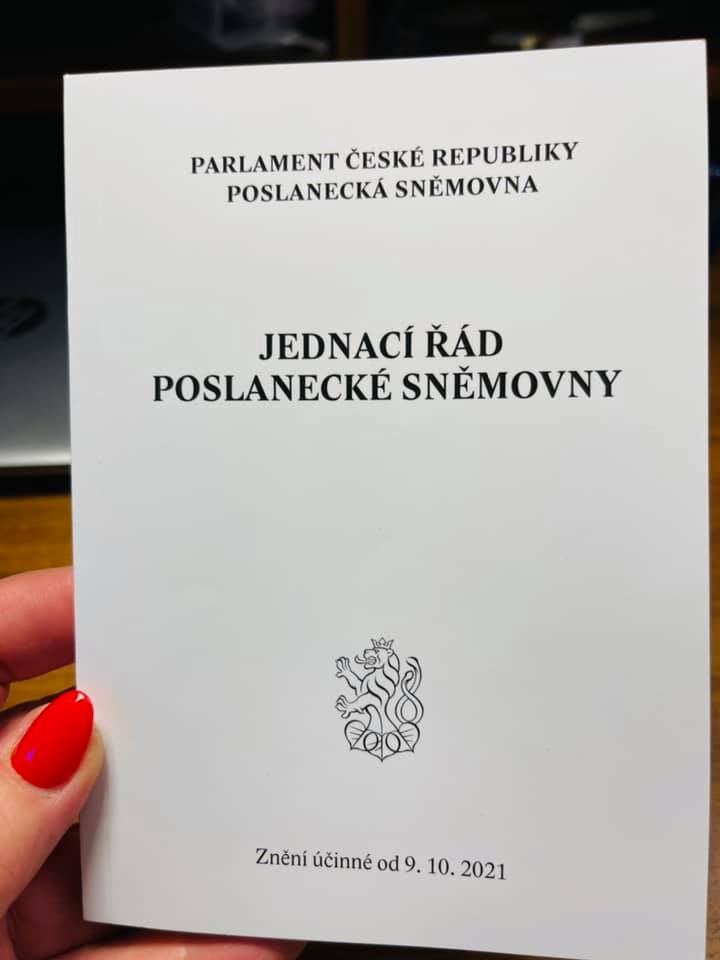 PARLAMENT ČESKÉ REPUBLIKY
POSLANECKÁ SNĚMOVNA
JEDNACÍ ŘÁD
POSLANECKÉ SNĚMOVNY
Znění účinné od 9. 10. 2021